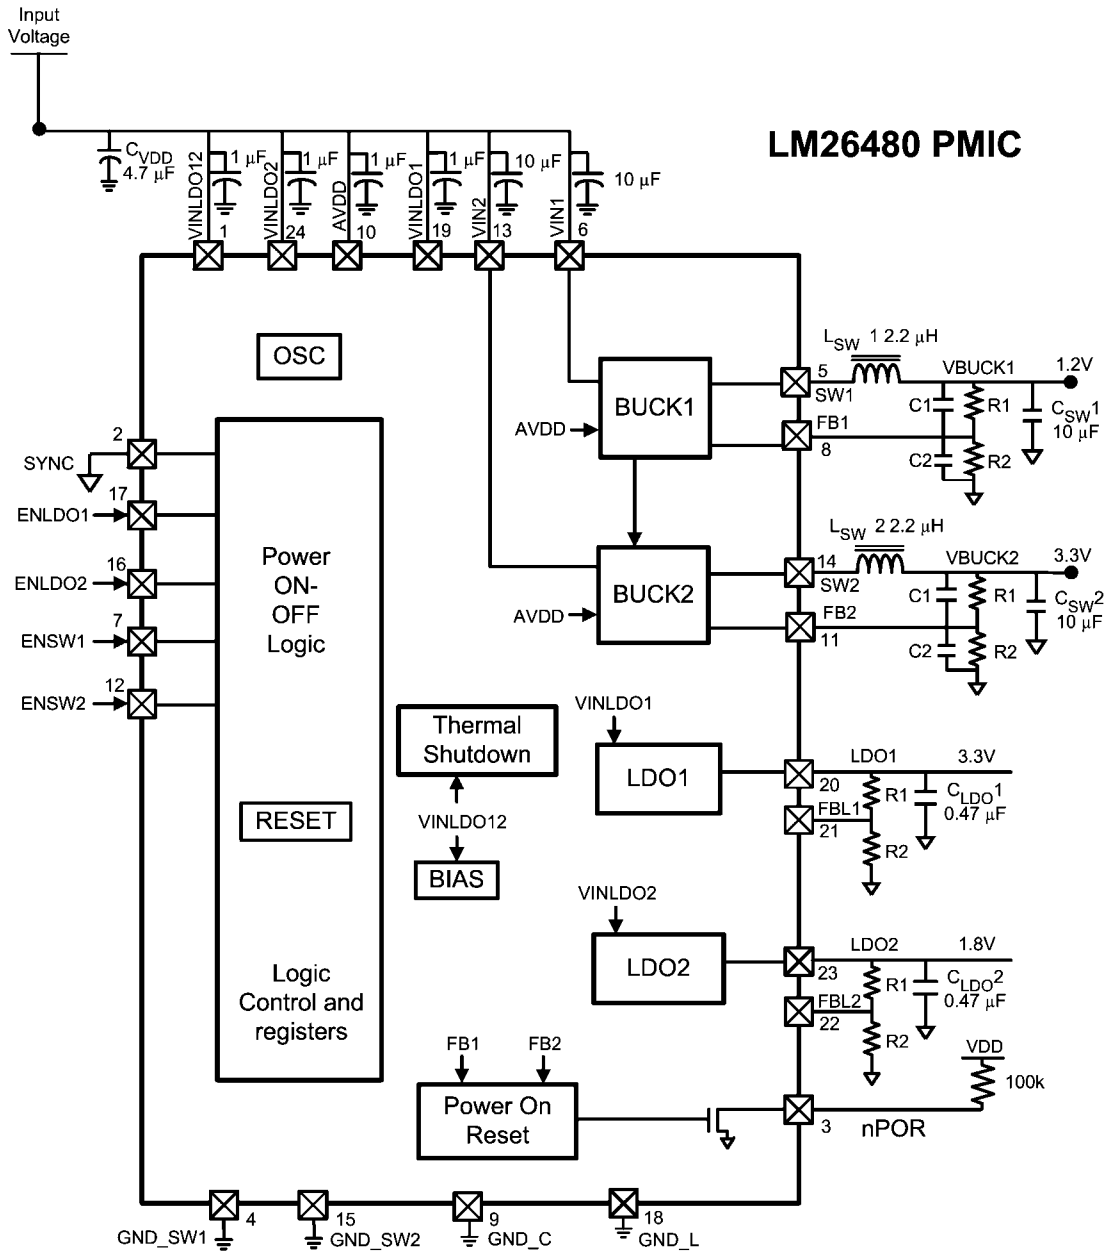 Input
Voltage
LM26480 PMIC
CVDD
4.7 µF
1 µF
1 µF
1 µF
1 µF
10 µF
10 µF
VINLDO12
VINLDO2
AVDD
VINLDO1
VIN2
VIN1
1
24
10
19
13
6
OSC
LSW 1 2.2 µH
BUCK1
AVDD
5
SW1
FB1
8
VBUCK1
1.2V
C1
R1
CSW1
10 µF
C2
R2
2
SYNC
17
ENLDO1
16
ENLDO2
7
ENSW1
12
ENSW2
Power
ON-
OFF
Logic
RESET
Logic
Control and
registers
LSW 2 2.2 µH
BUCK2
AVDD
14
SW2
FB2
11
VBUCK2
3.3V
C1
R1
CSW2
10 µF
C2
R2
Thermal
Shutdown
VINLDO12
BIAS
VINLDO1
LDO1
LDO1
3.3V
20
FBL1
21
R1
CLDO1
0.47 µF
R2
VINLDO2
LDO2
LDO2
1.8V
23
FBL2
22
R1
CLDO2
0.47 µF
R2
FB1
FB2
Power On
Reset
VDD
100k
3
nPOR
GND_SW1
4
15
GND_SW2
9
GND_C
18
GND_L